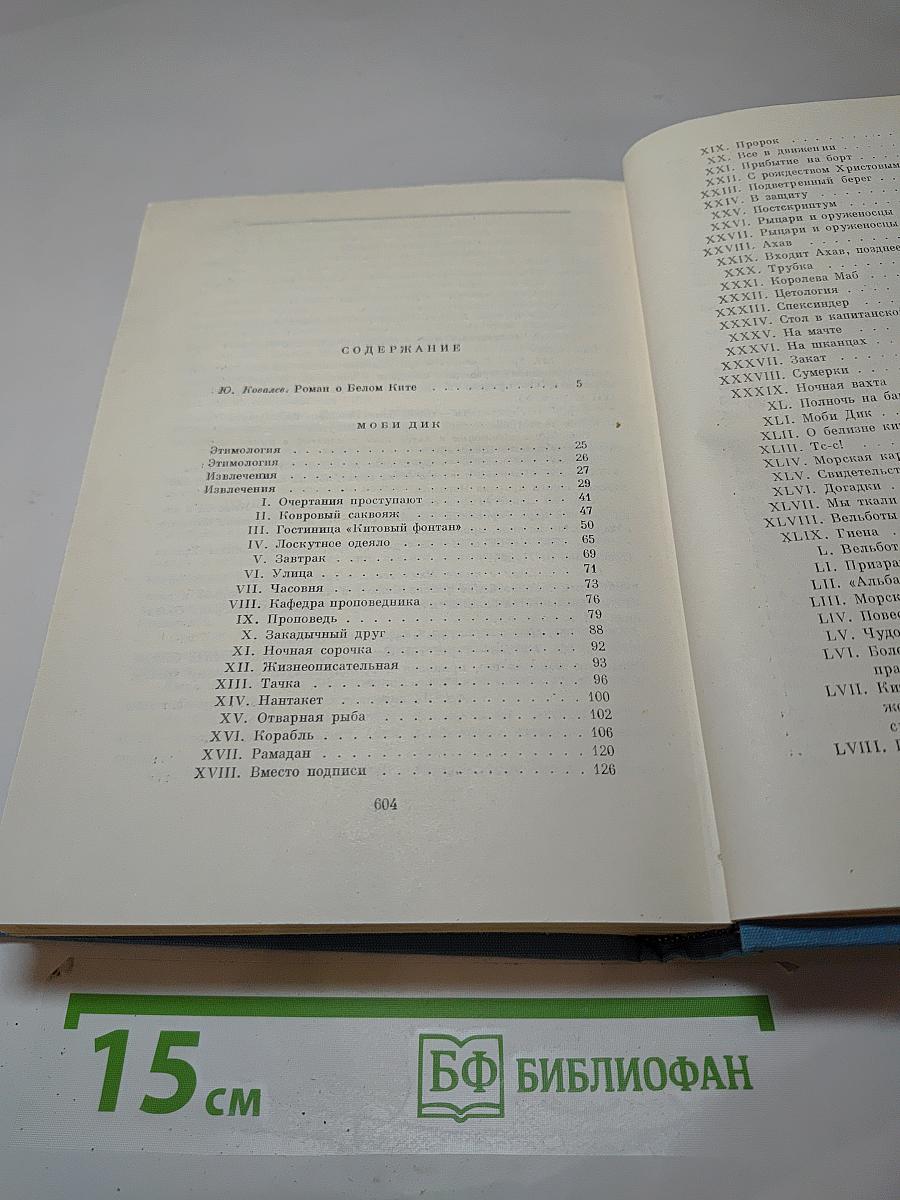 СОДЕРЖАНИЕ
Ю. Ковалев. Роман о Белом Ките . . . . . . . . . . . 5
МОБИ ДИК
Этимология . . . . . . . . . . . . . . . . . . . . 25
Этимология . . . . . . . . . . . . . . . . . . . . 26
Извлечения . . . . . . . . . . . . . . . . . . . . 27
Извлечения . . . . . . . . . . . . . . . . . . . . 29
I. Очертания проступают . . . . . . . . . . . 41
II. Ковровый саквояж . . . . . . . . . . . . . 47
III. Гостиница «Китовый фонтан» . . . . . . . . 50
IV. Лоскутное одеяло . . . . . . . . . . . . . 65
V. Завтрак . . . . . . . . . . . . . . . . . . 69
VI. Улица . . . . . . . . . . . . . . . . . . . 71
VII. Часовня . . . . . . . . . . . . . . . . . . 73
VIII. Кафедра проповедника . . . . . . . . . . . 76
IX. Проповедь . . . . . . . . . . . . . . . . . 79
X. Закадычный друг . . . . . . . . . . . . . . 88
XI. Ночная сорочка . . . . . . . . . . . . . . 92
XII. Жизнеописательная . . . . . . . . . . . . . 93
XIII. Тачка . . . . . . . . . . . . . . . . . . . 96
XIV. Нантакет . . . . . . . . . . . . . . . . . 100
XV. Отварная рыба . . . . . . . . . . . . . . . 102
XVI. Корабль . . . . . . . . . . . . . . . . . . 106
XVII. Рамадан . . . . . . . . . . . . . . . . . . 120
XVIII. Вместо подписи . . . . . . . . . . . . . . 126
604
XIX. Пророк . . . . . . . .
XX. Все в движении . . . .
XXI. Прибытие на борт . . .
XXII. С рождеством Христовым
XXIII. Подветренный берег . .
XXIV. В защиту . . . . . . .
XXV. Постскриптум . . . . .
XXVI. Рыцари и оруженосцы
XXVII. Рыцари и оруженосцы
XXVIII. Ахав . . . . . . .
XXIX. Входит Ахав, позднее
XXX. Трубка . . . . . .
XXXI. Королева Маб . . .
XXXII. Цетология . . . .
XXXIII. Спексиндер . . .
XXXIV. Стол в капитанско
XXXV. На мачте . . .
XXXVI. На шканцах . . .
XXXVII. Закат . . . .
XXXVIII. Сумерки . . . .
XXXIX. Ночная вахта
XL. Полночь на ба
XLI. Моби Дик . .
XLII. О белизне ки
XLIII. Тс-с! . . .
XLIV. Морская кар
XLV. Свидетельст
XLVI. Догадки . .
XLVII. Мы ткали
XLVIII. Вельботы
XLIX. Гиена .
L. Вельбот
LI. Призра
LII. «Альба
LIII. Морск
LIV. Повес
LV. Чудо
LVI. Боле
пра
LVII. Ки
же
с
LVIII.
15 см
БФ БИБЛИОФАН